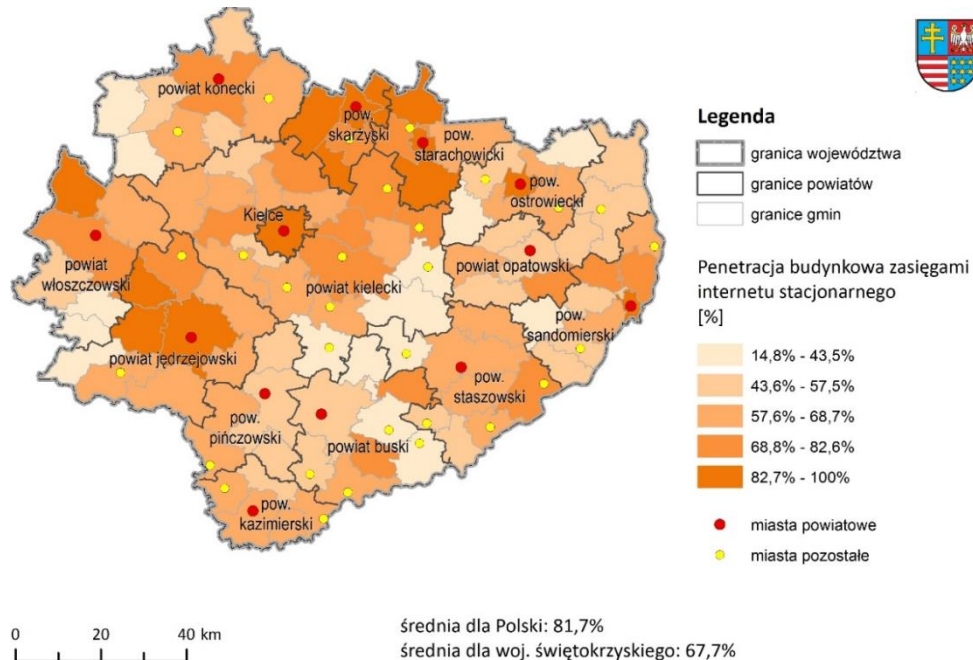 powiat konecki
pow.
skarżyski
pow.
starachowicki
pow.
ostrowiecki
Kielce
powiat
włoszczowski
powiat kielecki
powiat opatowski
pow.
sandomierski
powiat jędrzejowski
pow.
staszowski
pow.
pińczowski
powiat buski
pow.
kazimierski
Legenda
granica województwa
granice powiatów
granice gmin
Penetracja budynkowa zasięgami
internetu stacjonarnego
[%]
14,8% - 43,5%
43,6% - 57,5%
57,6% - 68,7%
68,8% - 82,6%
82,7% - 100%
miasta powiatowe
miasta pozostałe
0 20 40 km
średnia dla Polski: 81,7%
średnia dla woj. świętokrzyskiego: 67,7%